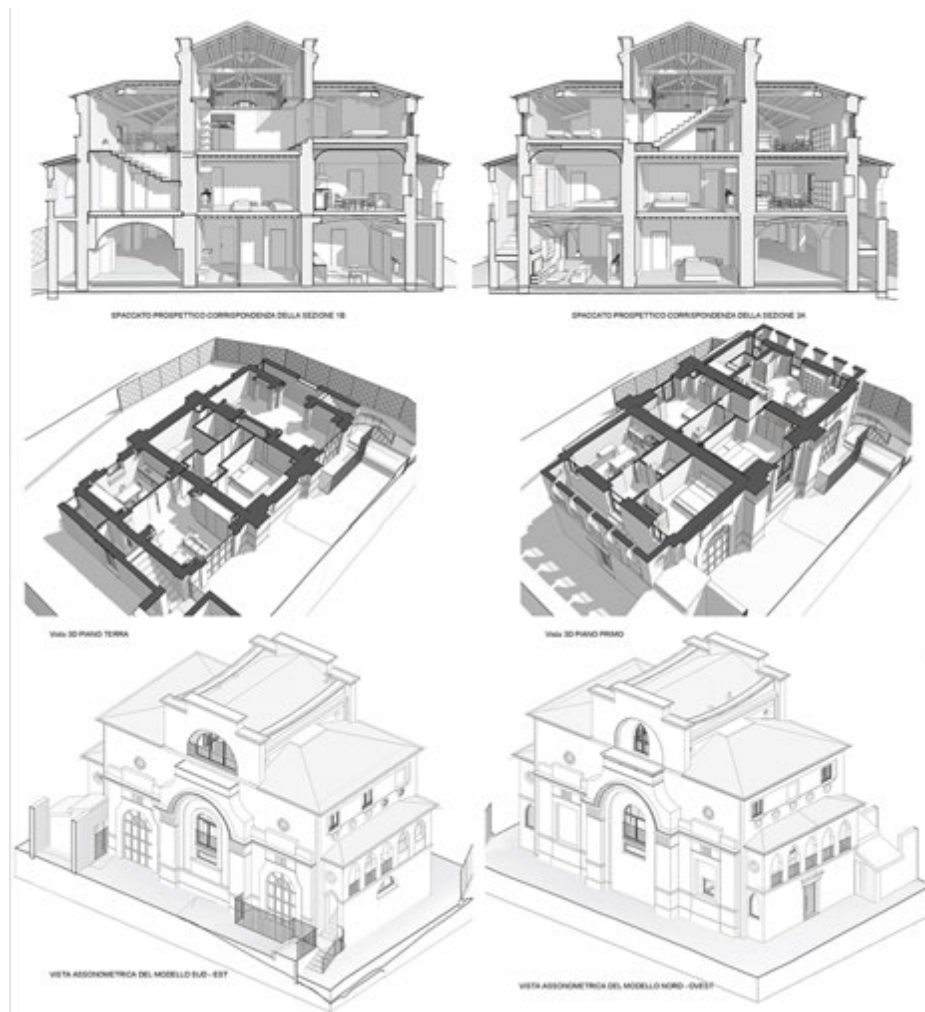 SPACCATO PROSPETTICO CORRISPONDENZA DELLA SEZIONE 1B
SPACCATO PROSPETTICO CORRISPONDENZA DELLA SEZIONE 2A
Vista 3D PIANO TERRA
Vista 3D PIANO PRIMO
VISTA ASSONOMETRICA DEL MODELLO SUD - EST
VISTA ASSONOMETRICA DEL MODELLO NORD - OVEST